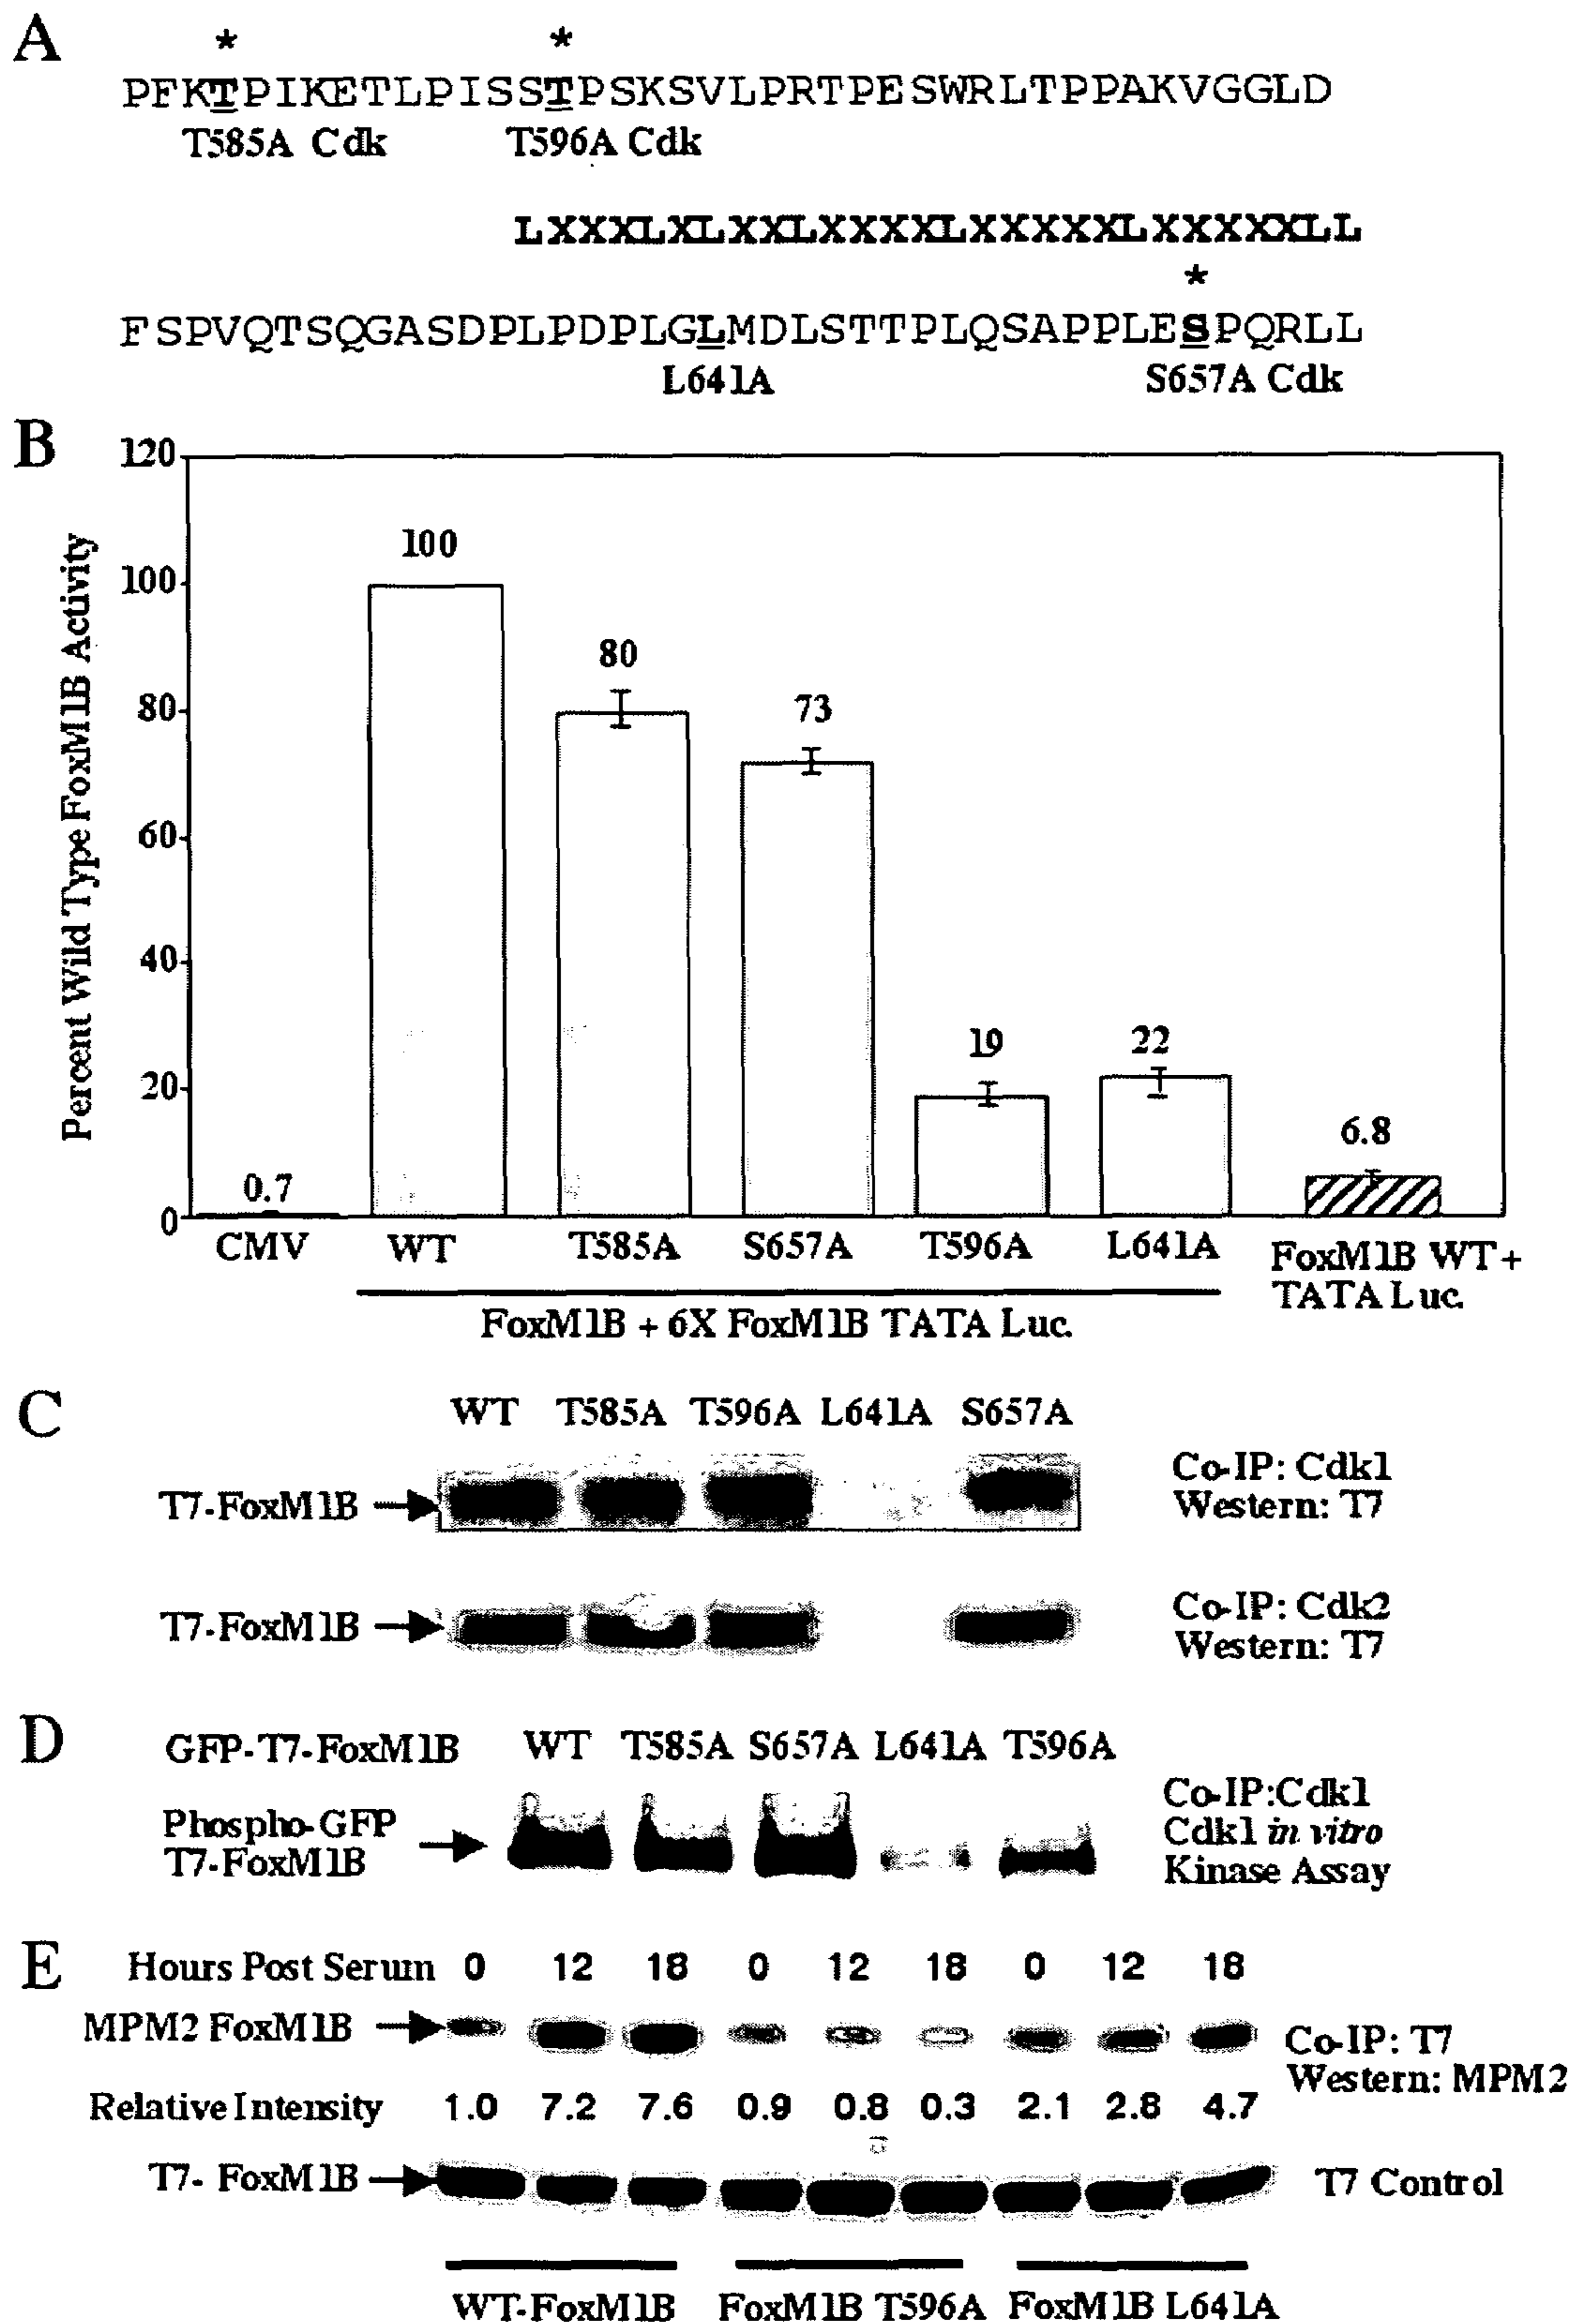 A
* *
PFKTPIKETLPISSTPSKSVLPRTPESWRLTPPAKVGGLD
T585A Cdk T596A Cdk
LXXXLXLXXLXXXXLXXXXXLXXXXXLL
*
FSPVQTSQGASDPLPDPLGLMDLSTTPLQSAPPLESPQRLL
L641A S657A Cdk
B
Percent Wild Type FoxM1B Activity
120
100
80
60
40
20
0
0.7 100 80 73 19 22 6.8
CMV WT T585A S657A T596A L641A FoxM1B WT+
TATA Luc.
FoxM1B + 6X FoxM1B TATA Luc.
C
WT T585A T596A L641A S657A
T7-FoxM1B Co-IP: Cdk1
Western: T7
T7-FoxM1B Co-IP: Cdk2
Western: T7
D
GFP-T7-FoxM1B WT T585A S657A L641A T596A
Phospho-GFP
T7-FoxM1B
Co-IP:Cdk1
Cdk1 in vitro
Kinase Assay
E
Hours Post Serum 0 12 18 0 12 18 0 12 18
MPM2 FoxM1B Co-IP: T7
Western: MPM2
Relative Intensity 1.0 7.2 7.6 0.9 0.8 0.3 2.1 2.8 4.7
T7- FoxM1B T7 Control
WT-FoxM1B FoxM1B T596A FoxM1B L641A